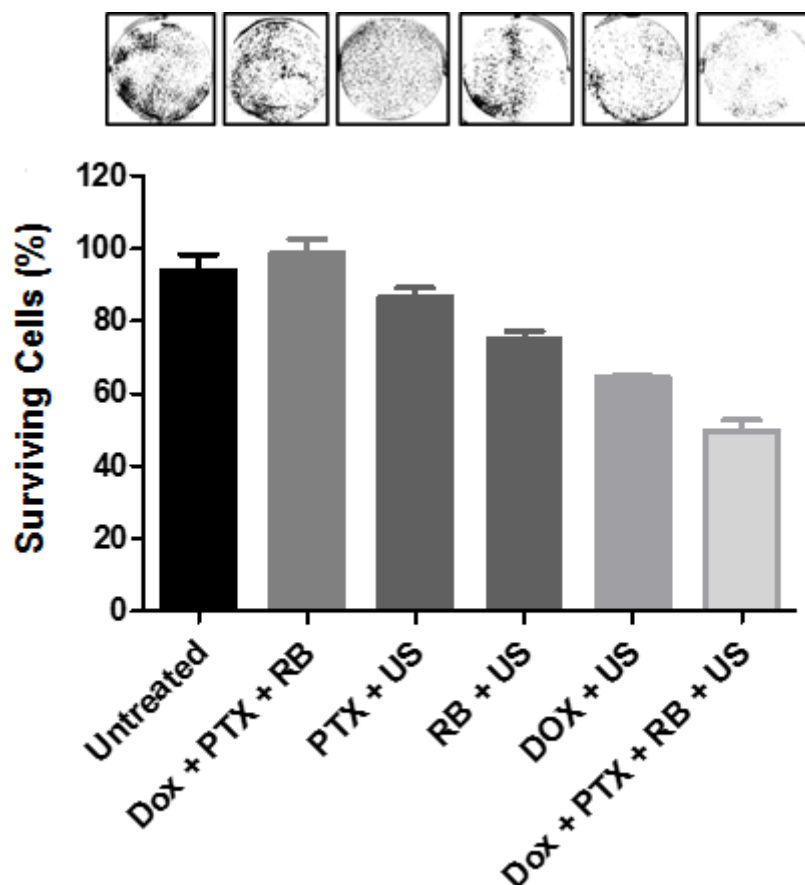 Surviving Cells (%)
120
100
80
60
40
20
0
Untreated
Dox + PTX + RB
PTX + US
RB + US
DOX + US
Dox + PTX + RB + US